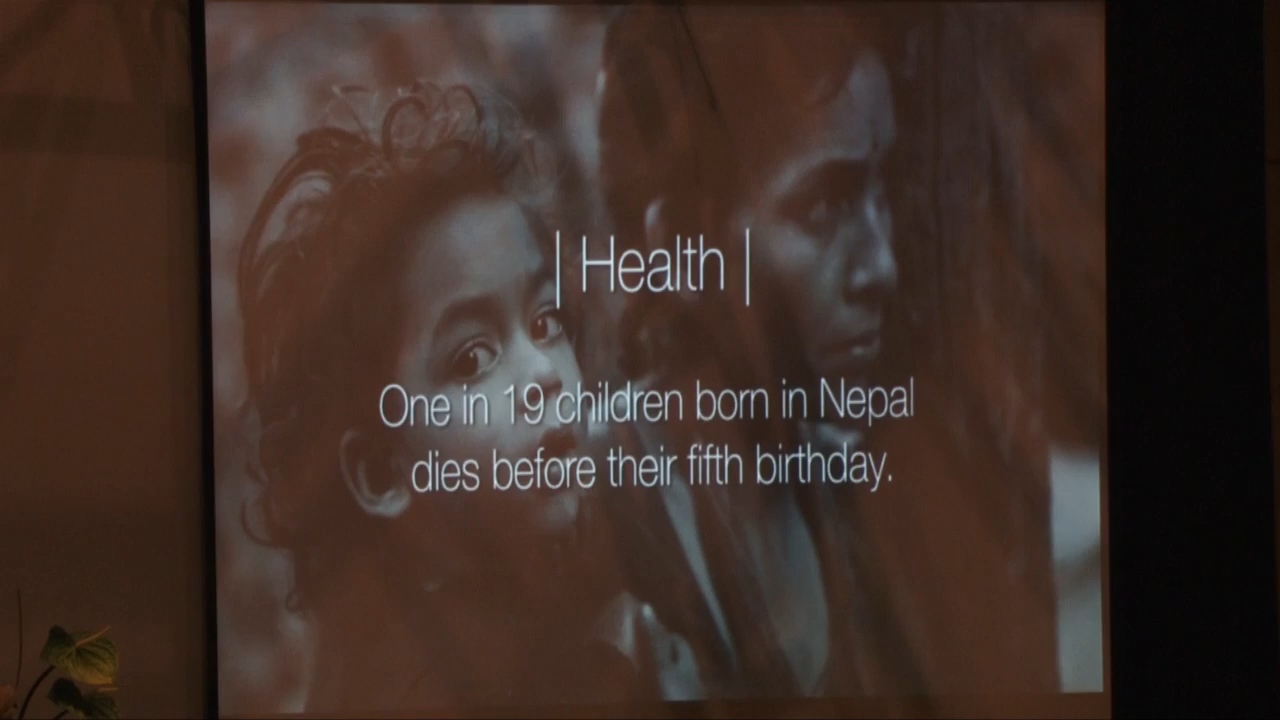 | Health |
One in 19 children born in Nepal
dies before their fifth birthday.